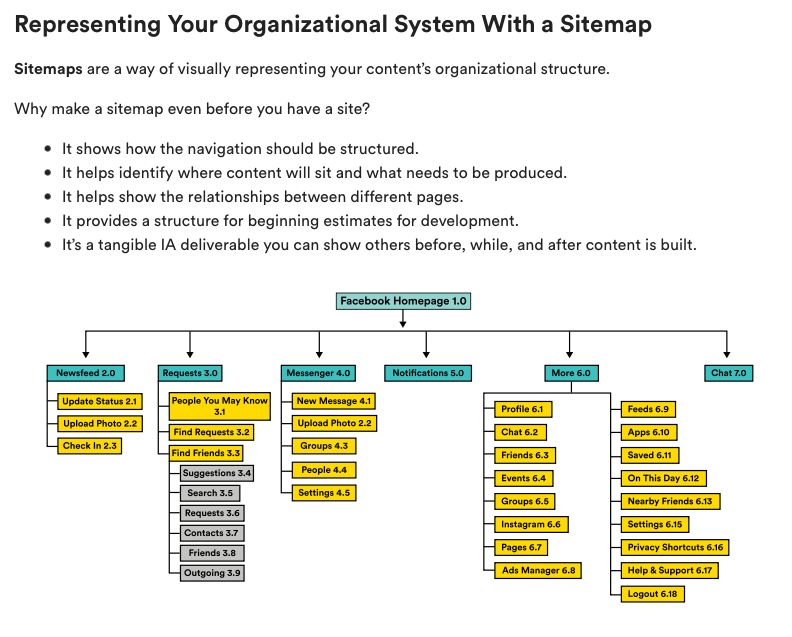 Representing Your Organizational System With a Sitemap
Sitemaps are a way of visually representing your content’s organizational structure.
Why make a sitemap even before you have a site?
• It shows how the navigation should be structured.
• It helps identify where content will sit and what needs to be produced.
• It helps show the relationships between different pages.
• It provides a structure for beginning estimates for development.
• It’s a tangible IA deliverable you can show others before, while, and after content is built.
Facebook Homepage 1.0
Newsfeed 2.0
Update Status 2.1
Upload Photo 2.2
Check In 2.3
Requests 3.0
People You May Know
3.1
Find Requests 3.2
Find Friends 3.3
Suggestions 3.4
Search 3.5
Requests 3.6
Contacts 3.7
Friends 3.8
Outgoing 3.9
Messenger 4.0
New Message 4.1
Upload Photo 2.2
Groups 4.3
People 4.4
Settings 4.5
Notifications 5.0
More 6.0
Profile 6.1
Chat 6.2
Friends 6.3
Events 6.4
Groups 6.5
Instagram 6.6
Pages 6.7
Ads Manager 6.8
Feeds 6.9
Apps 6.10
Saved 6.11
On This Day 6.12
Nearby Friends 6.13
Settings 6.15
Privacy Shortcuts 6.16
Help & Support 6.17
Logout 6.18
Chat 7.0